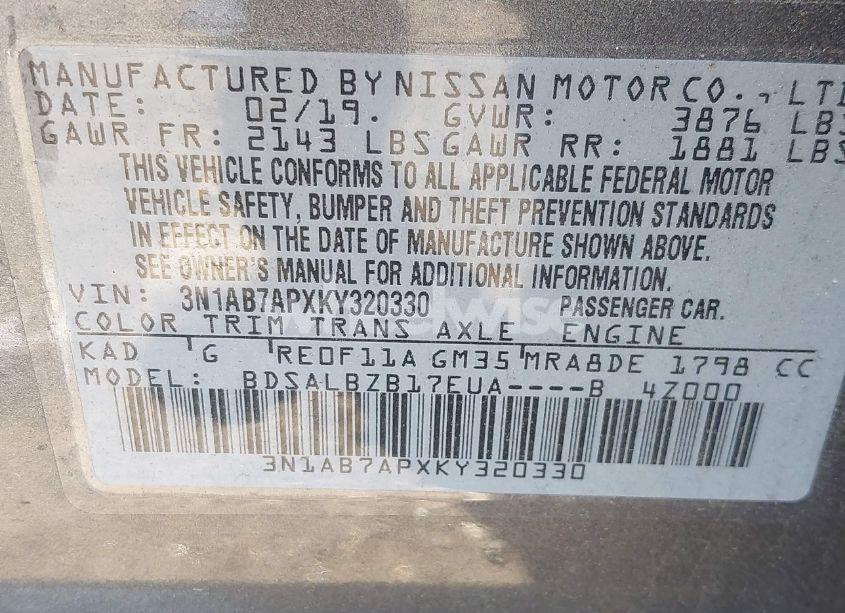 MANUFACTURED BY NISSAN MOTOR CO., LTD
DATE: 02/19. GVWR: 3876 LBS
GAWR FR: 2143 LBS GAWR RR: 1881 LBS
THIS VEHICLE CONFORMS TO ALL APPLICABLE FEDERAL MOTOR
VEHICLE SAFETY, BUMPER AND THEFT PREVENTION STANDARDS
IN EFFECT ON THE DATE OF MANUFACTURE SHOWN ABOVE.
SEE OWNER'S MANUAL FOR ADDITIONAL INFORMATION.
VIN: 3N1AB7APXKY320330 PASSENGER CAR.
COLOR TRIM TRANS AXLE ENGINE
KAD G RE0F11A GM35 MRA8DE 1798 CC
MODEL: BDSALBZB17EUA----B 4Z000
3N1AB7APXKY320330